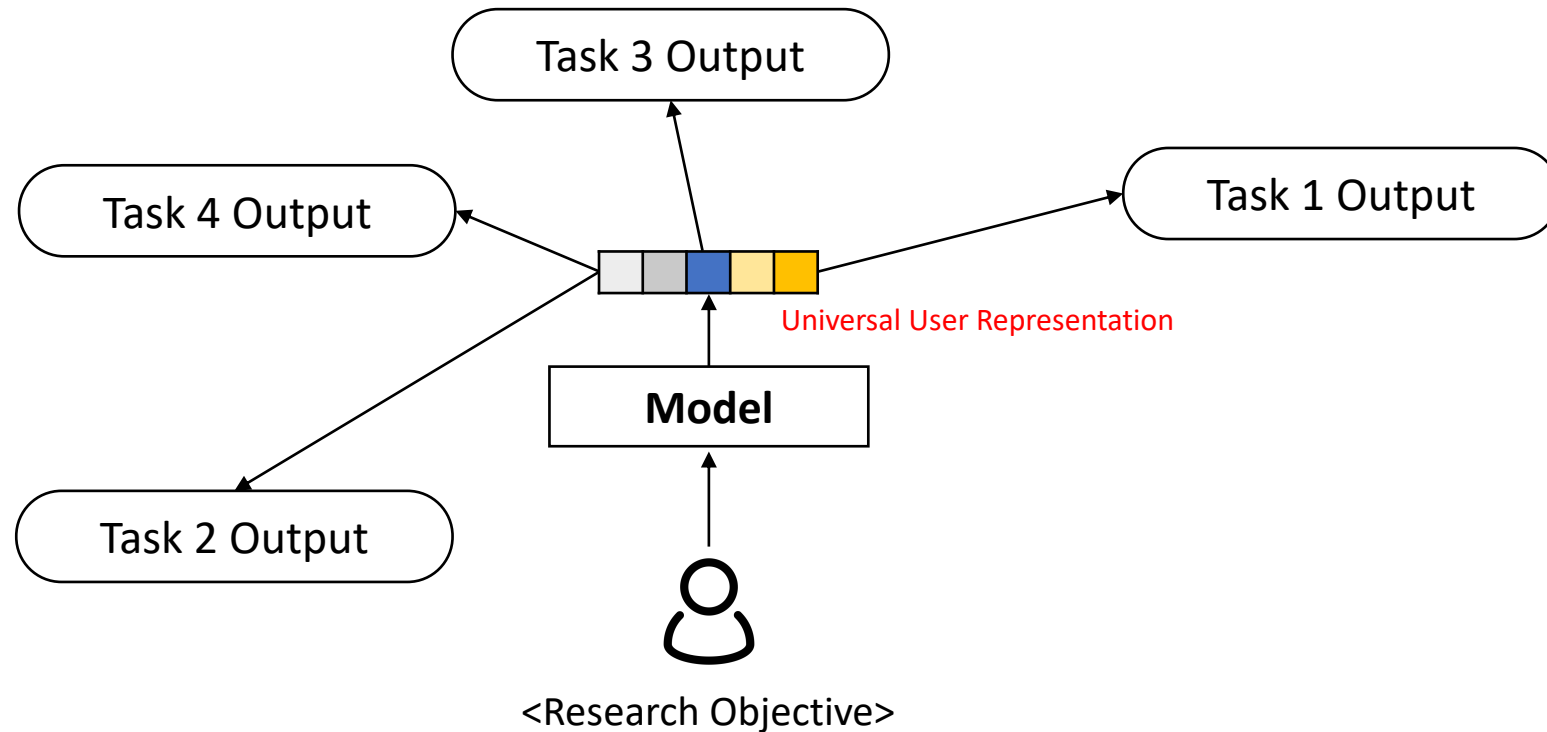 Task 3 Output
Task 1 Output
Task 4 Output
Universal User Representation
Model
Task 2 Output
<Research Objective>